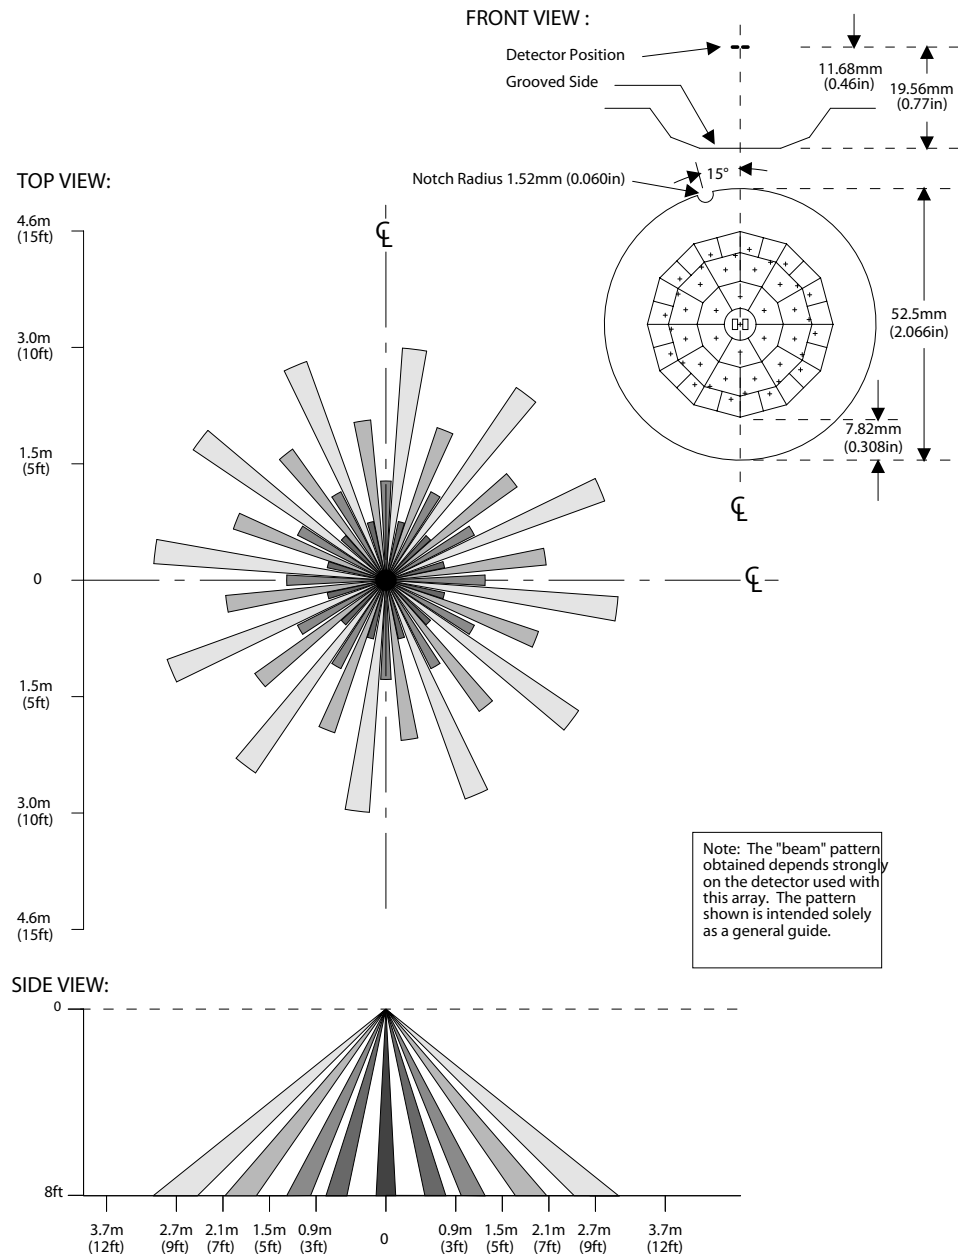 FRONT VIEW :
Detector Position
Grooved Side
11.68mm
(0.46in)
19.56mm
(0.77in)
15°
Notch Radius 1.52mm (0.060in)
52.5mm
(2.066in)
7.82mm
(0.308in)
℄
TOP VIEW:
℄
4.6m
(15ft)
3.0m
(10ft)
1.5m
(5ft)
0
℄
1.5m
(5ft)
3.0m
(10ft)
4.6m
(15ft)
Note: The "beam" pattern
obtained depends strongly
on the detector used with
this array. The pattern
shown is intended solely
as a general guide.
SIDE VIEW:
0
8ft
3.7m
(12ft)
2.7m
(9ft)
2.1m
(7ft)
1.5m
(5ft)
0.9m
(3ft)
0
0.9m
(3ft)
1.5m
(5ft)
2.1m
(7ft)
2.7m
(9ft)
3.7m
(12ft)